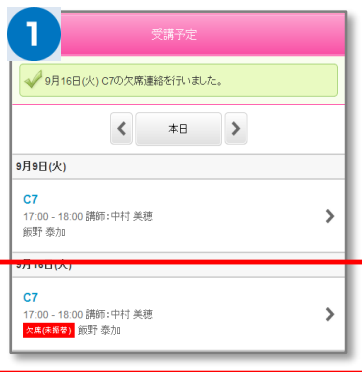 1
受講予定
9月16日(火) C7の欠席連絡を行いました。
本日
9月9日(火)
C7
17:00 - 18:00 講師:中村 美穂
飯野 泰加
9月16日(火)
C7
17:00 - 18:00 講師:中村 美穂
欠席(未振替) 飯野 泰加